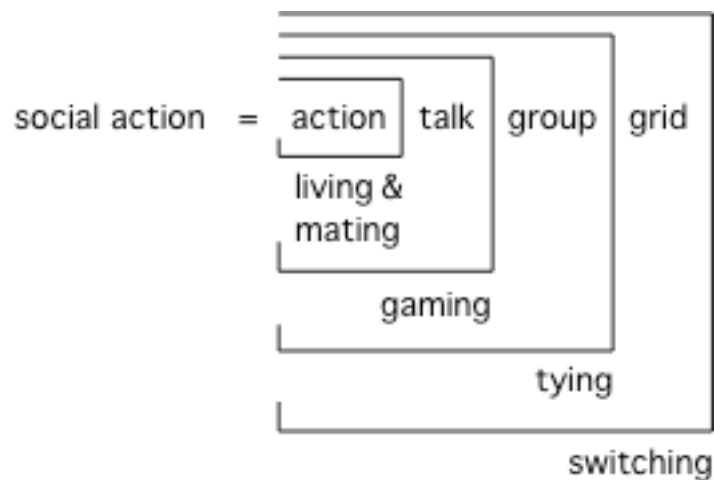 social action = action talk group grid
living &
mating
gaming
tying
switching